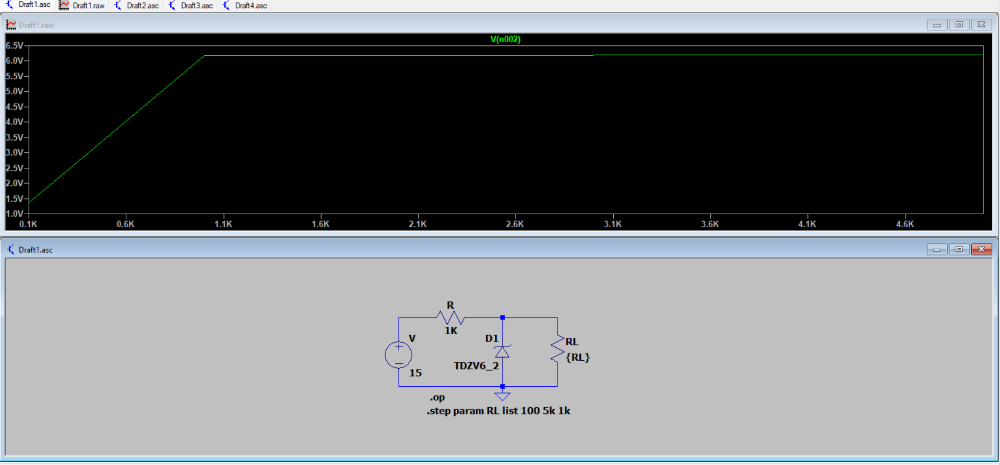 Draft1.asc Draft1.raw Draft2.asc Draft3.asc Draft4.asc
Draft1.raw
V(n002)
6.5V
6.0V
5.5V
5.0V
4.5V
4.0V
3.5V
3.0V
2.5V
2.0V
1.5V
1.0V
0.1K 0.6K 1.1K 1.6K 2.1K 2.6K 3.1K 3.6K 4.1K 4.6K
Draft1.asc
R
1K
V
15
D1
TDZV6_2
RL
{RL}
.op
.step param RL list 100 5k 1k